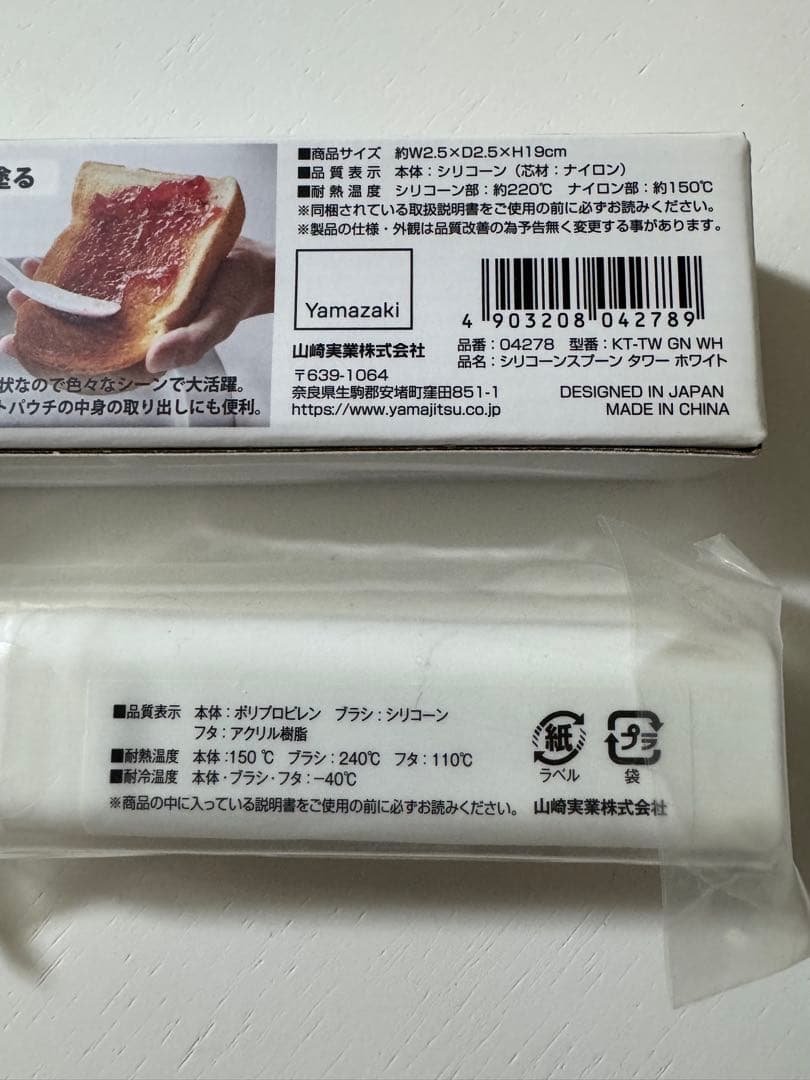 塗る
■商品サイズ 約W2.5×D2.5×H19cm
■品質表示 本体：シリコーン（芯材：ナイロン）
■耐熱温度 シリコーン部：約220℃ ナイロン部：約150℃
※同梱されている取扱説明書をご使用の前に必ずお読みください。
※製品の仕様・外観は品質改善の為予告無く変更する事があります。
Yamazaki
4 903208 042789
山崎実業株式会社
〒639-1064
奈良県生駒郡安堵町窪田851-1
https://www.yamajitsu.co.jp
品番：04278 型番：KT-TW GN WH
品名：シリコーンスプーン タワー ホワイト
DESIGNED IN JAPAN
MADE IN CHINA
状なので色々なシーンで大活躍。
トパウチの中身の取り出しにも便利。
■品質表示 本体：ポリプロピレン ブラシ：シリコーン
フタ：アクリル樹脂
■耐熱温度 本体：150℃ ブラシ：240℃ フタ：110℃
■耐冷温度 本体・ブラシ・フタ：−40℃
※商品の中に入っている説明書をご使用の前に必ずお読みください。 山崎実業株式会社
紙
ラベル
プラ
袋